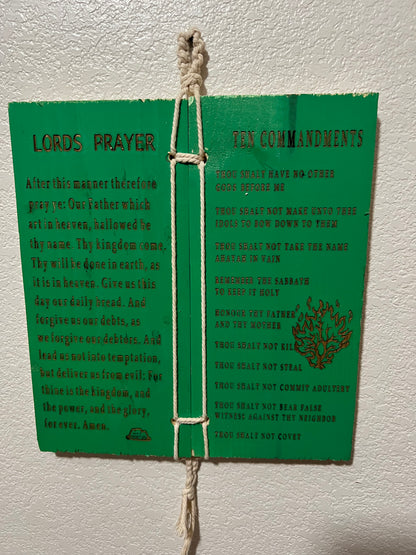 LORDS PRAYER
After this manner therefore
pray ye: Our Father which
art in heaven, hallowed be
thy name. Thy kingdom come,
Thy will be done in earth, as
it is in heaven. Give us this
day our daily bread. And
forgive us our debts, as
we forgive our debtors. And
lead us not into temptation,
but deliver us from evil: For
thine is the kingdom, and
the power, and the glory,
for ever. Amen.
TEN COMMANDMENTS
THOU SHALT HAVE NO OTHER
GODS BEFORE ME
THOU SHALT NOT MAKE UNTO THEE
IDOLS TO BOW DOWN TO THEM
THOU SHALT NOT TAKE THE NAME
AHAYAH IN VAIN
REMEMBER THE SABBATH
TO KEEP IT HOLY
HONOUR THY FATHER
AND THY MOTHER
THOU SHALT NOT KILL
THOU SHALT NOT STEAL
THOU SHALT NOT COMMIT ADULTERY
THOU SHALT NOT BEAR FALSE
WITNESS AGAINST THY NEIGHBOR
THOU SHALT NOT COVET